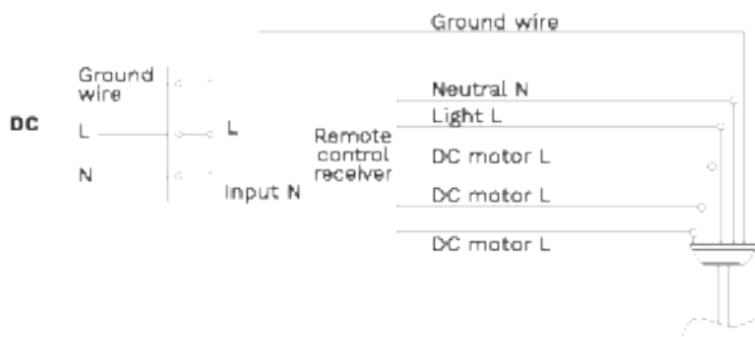 Ground wire
Ground
wire
Neutral N
Light L
DC
L
L
Remote
control
receiver
DC motor L
N
Input N
DC motor L
DC motor L